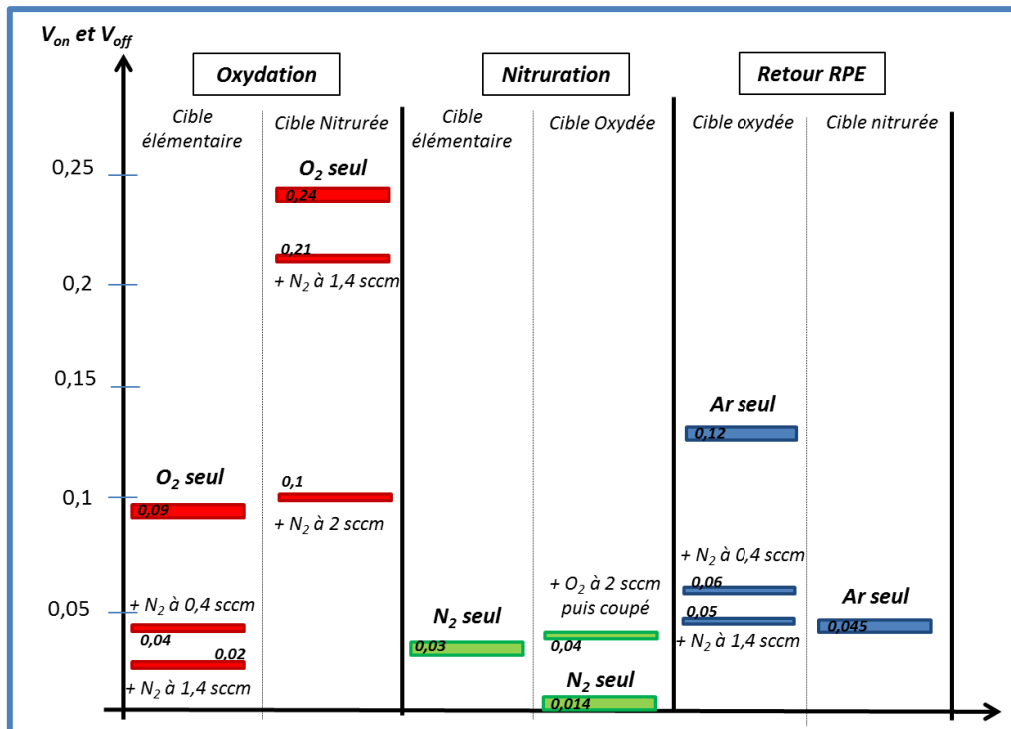 V_on et V_off
Oxydation
Nitruration
Retour RPE
Cible
élémentaire
Cible Nitrurée
Cible
élémentaire
Cible Oxydée
Cible oxydée
Cible nitrurée
0,25
0,2
0,15
0,1
0,05
O₂ seul
0,09
+ N₂ à 0,4 sccm
0,04
0,02
+ N₂ à 1,4 sccm
O₂ seul
0,24
0,21
+ N₂ à 1,4 sccm
0,1
+ N₂ à 2 sccm
N₂ seul
0,03
+ O₂ à 2 sccm
puis coupé
0,04
N₂ seul
0,014
Ar seul
0,12
+ N₂ à 0,4 sccm
0,06
0,05
+ N₂ à 1,4 sccm
Ar seul
0,045